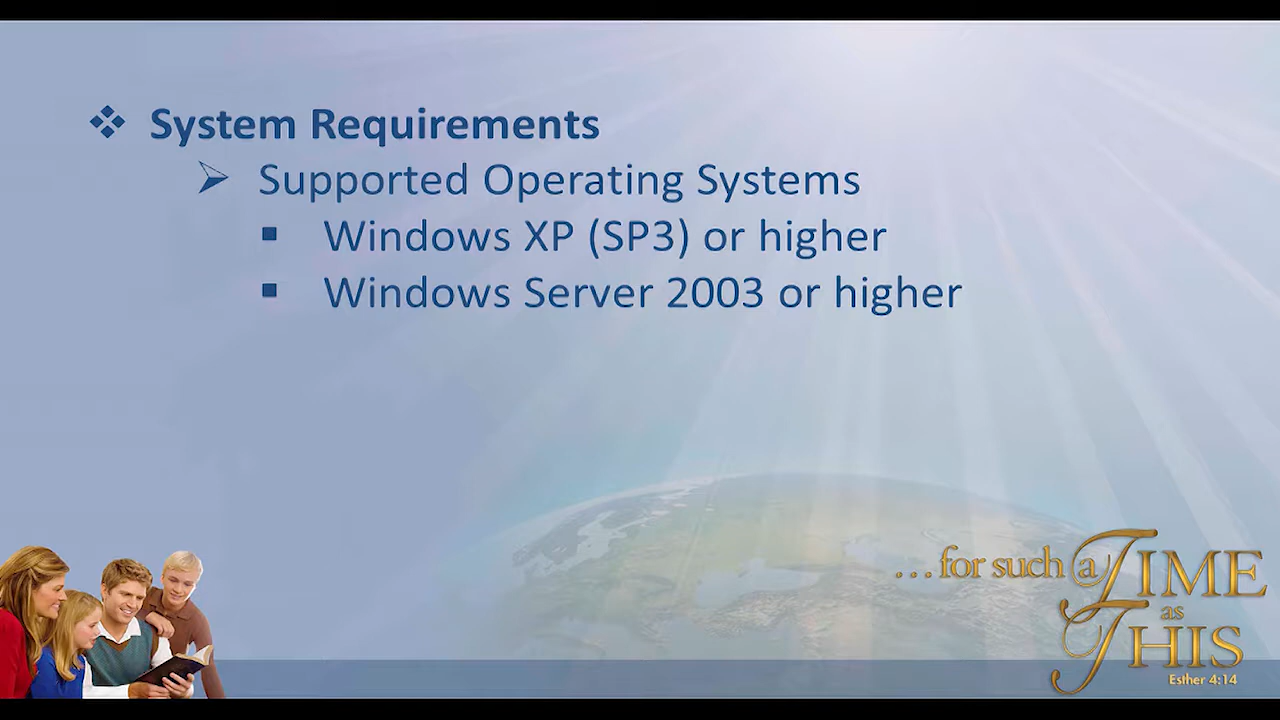 System Requirements
Supported Operating Systems
Windows XP (SP3) or higher
Windows Server 2003 or higher
...for such a TIME
as
THIS
Esther 4:14